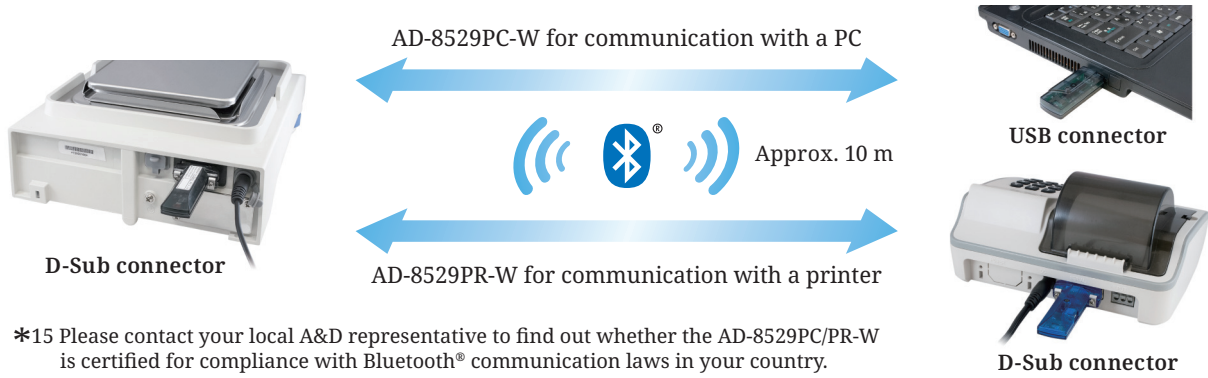 AD-8529PC-W for communication with a PC
USB connector
®
Approx. 10 m
D-Sub connector
AD-8529PR-W for communication with a printer
*15 Please contact your local A&D representative to find out whether the AD-8529PC/PR-W
is certified for compliance with Bluetooth® communication laws in your country.
D-Sub connector